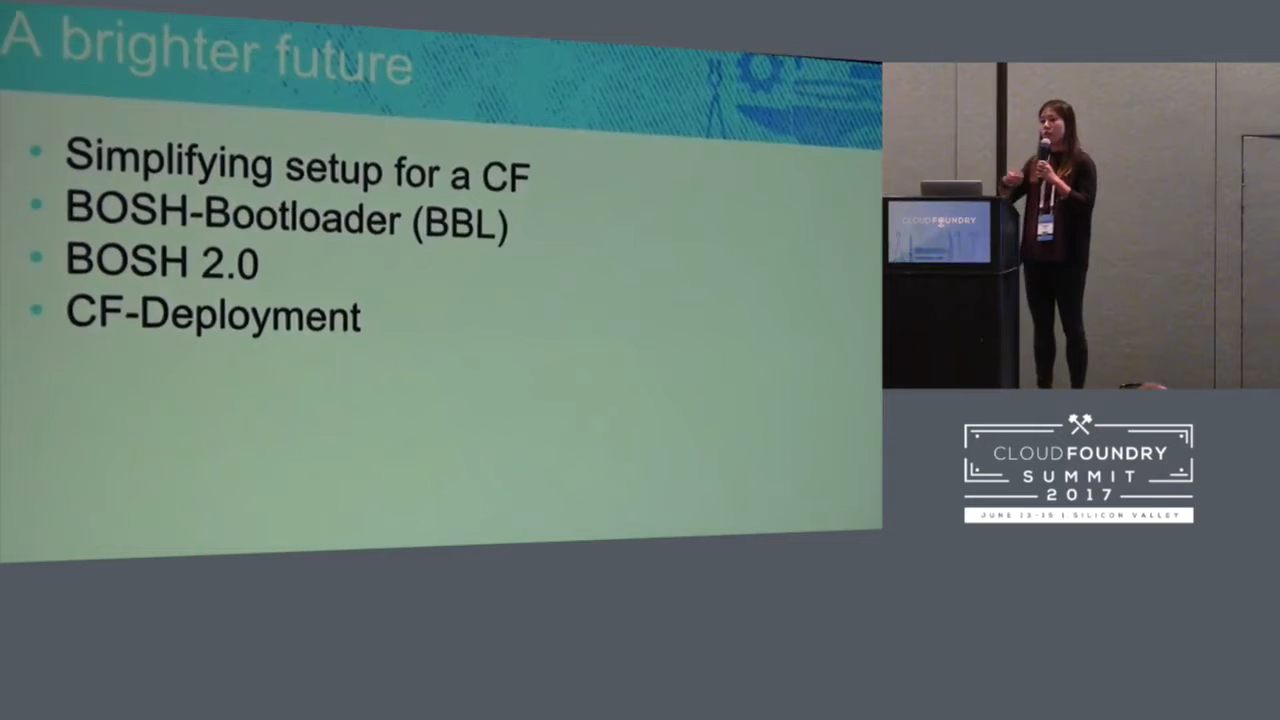 A brighter future
Simplifying setup for a CF
BOSH-Bootloader (BBL)
BOSH 2.0
CF-Deployment
CLOUDFOUNDRY
CLOUDFOUNDRY
SUMMIT
2017
JUNE 13-15 | SILICON VALLEY